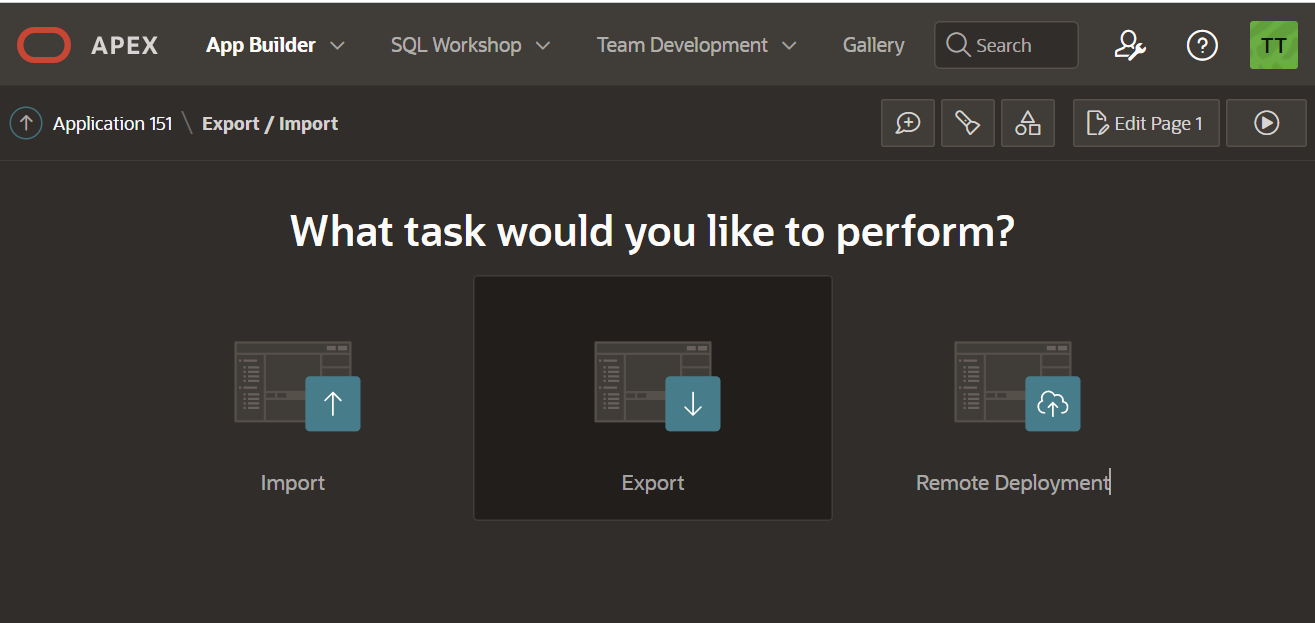 APEX App Builder SQL Workshop Team Development Gallery Search TT
Application 151 \ Export / Import Edit Page 1
What task would you like to perform?
Import Export Remote Deployment